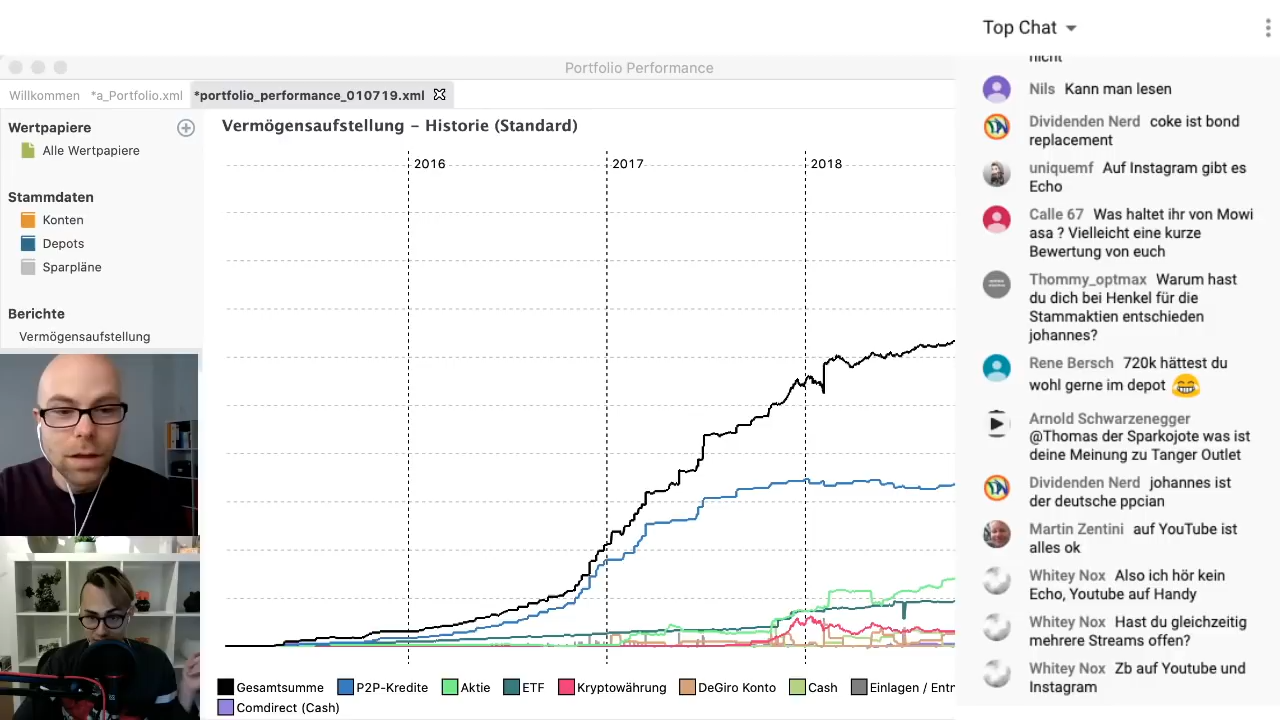 Top Chat
Portfolio Performance
Willkommen
*a_Portfolio.xml
*portfolio_performance_010719.xml
Wertpapiere
Alle Wertpapiere
Stammdaten
Konten
Depots
Sparpläne
Berichte
Vermögensaufstellung
Vermögensaufstellung – Historie (Standard)
2016
2017
2018
Gesamtsumme
P2P-Kredite
Aktie
ETF
Kryptowährung
DeGiro Konto
Cash
Einlagen / Entr
Comdirect (Cash)
nicht
Nils Kann man lesen
Dividenden Nerd coke ist bond
replacement
uniquemf Auf Instagram gibt es
Echo
Calle 67 Was haltet ihr von Mowi
asa ? Vielleicht eine kurze
Bewertung von euch
Thommy_optmax Warum hast
du dich bei Henkel für die
Stammaktien entschieden
johannes?
Rene Bersch 720k hättest du
wohl gerne im depot 😂
Arnold Schwarzenegger
@Thomas der Sparkojote was ist
deine Meinung zu Tanger Outlet
Dividenden Nerd johannes ist
der deutsche ppcian
Martin Zentini auf YouTube ist
alles ok
Whitey Nox Also ich hör kein
Echo, Youtube auf Handy
Whitey Nox Hast du gleichzeitig
mehrere Streams offen?
Whitey Nox Zb auf Youtube und
Instagram